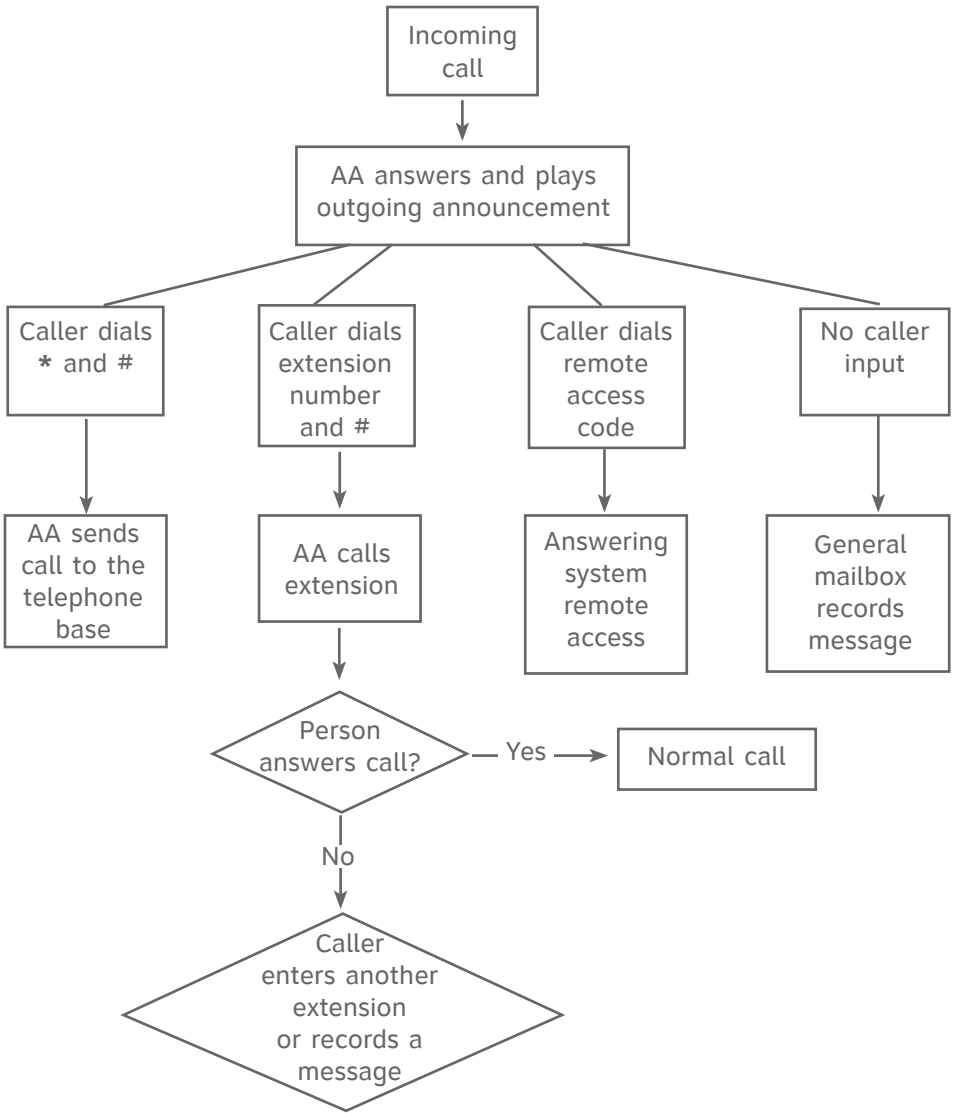 Incoming
call
AA answers and plays
outgoing announcement
Caller dials
* and #
Caller dials
extension
number
and #
Caller dials
remote
access
code
No caller
input
AA sends
call to the
telephone
base
AA calls
extension
Answering
system
remote
access
General
mailbox
records
message
Person
answers call?
Yes
Normal call
No
Caller
enters another
extension
or records a
message